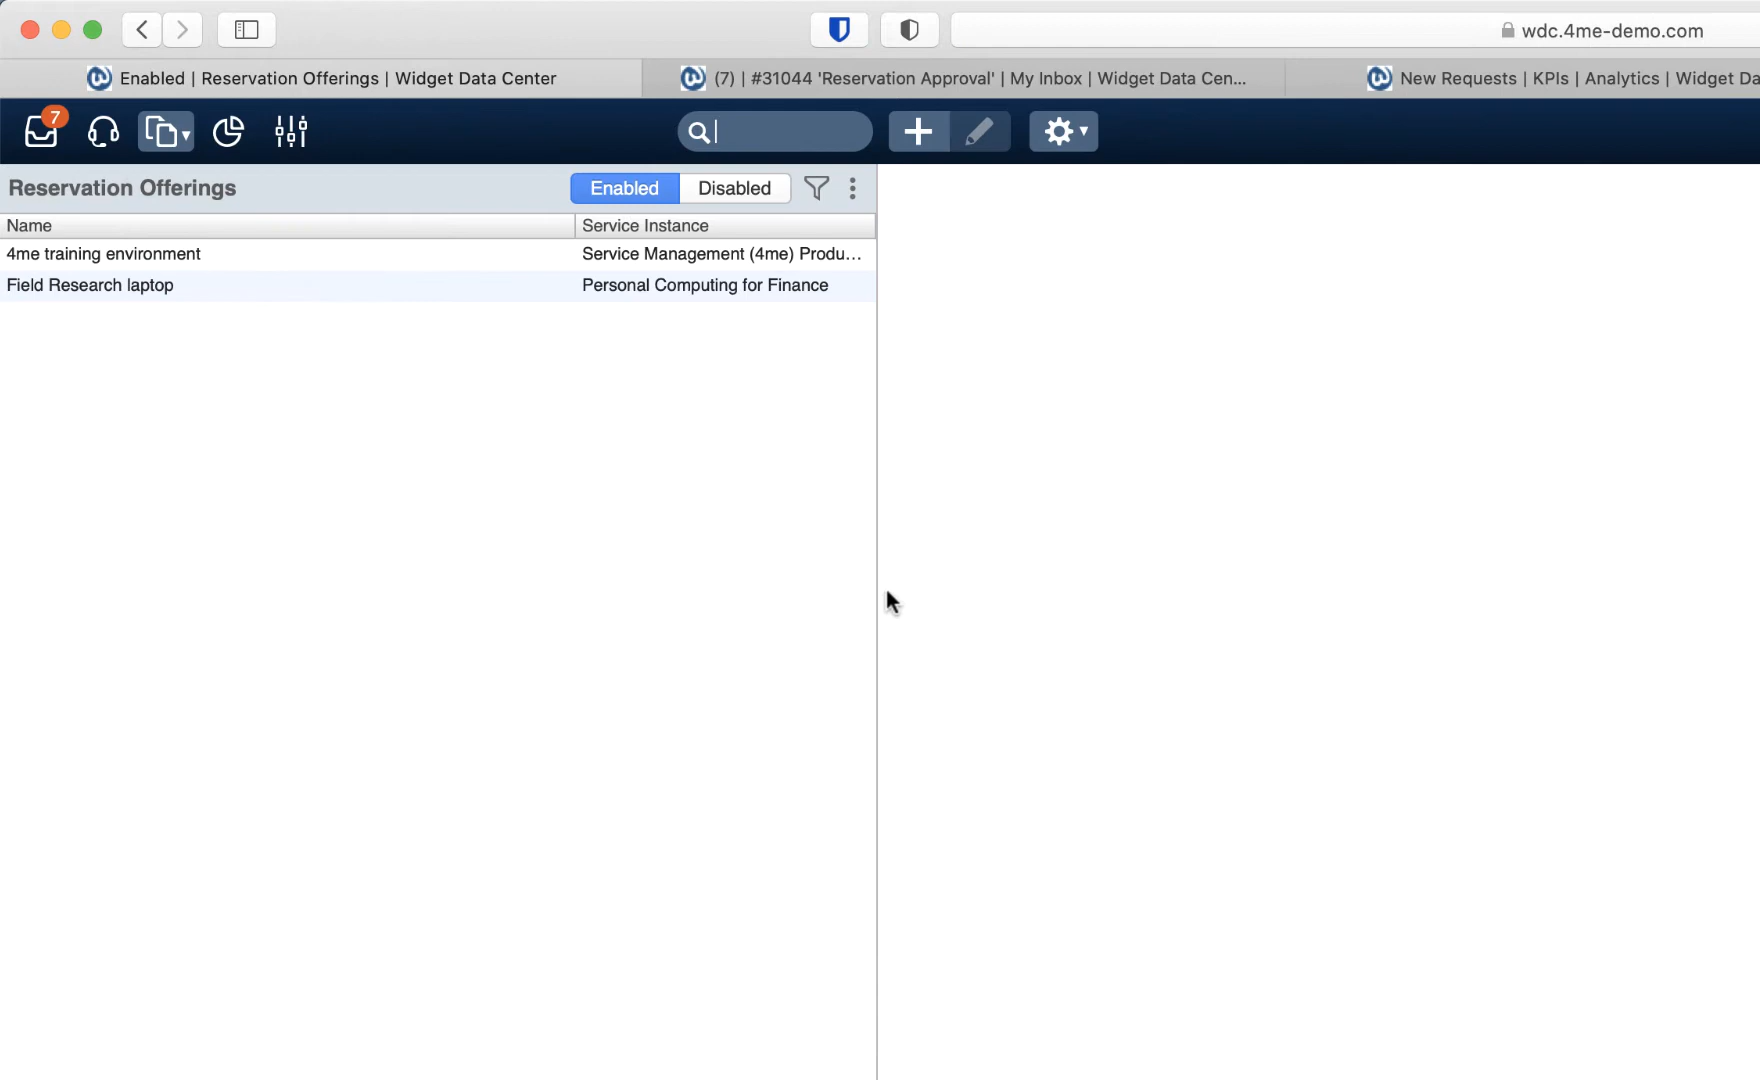 wdc.4me-demo.com
Enabled | Reservation Offerings | Widget Data Center
(7) | #31044 'Reservation Approval' | My Inbox | Widget Data Cen...
New Requests | KPIs | Analytics | Widget Da
7
Reservation Offerings
Enabled
Disabled
Name
Service Instance
4me training environment
Service Management (4me) Produ...
Field Research laptop
Personal Computing for Finance